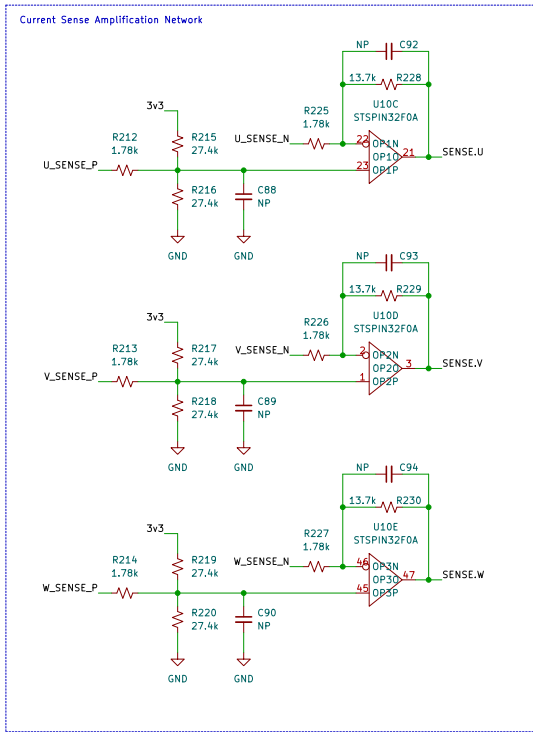 Current Sense Amplification Network
NP C92
13.7k R228
3v3
R225
1.78k
U10C
STSPIN32F0A
R212
1.78k
R215
27.4k
U_SENSE_N
22 OP1N
OP1O 21 SENSE.U
23 OP1P
U_SENSE_P
R216
27.4k
C88
NP
GND
GND
NP C93
13.7k R229
3v3
R226
1.78k
U10D
STSPIN32F0A
R213
1.78k
R217
27.4k
V_SENSE_N
2 OP2N
OP2O 3 SENSE.V
1 OP2P
V_SENSE_P
R218
27.4k
C89
NP
GND
GND
NP C94
13.7k R230
3v3
R227
1.78k
U10E
STSPIN32F0A
R214
1.78k
R219
27.4k
W_SENSE_N
46 OP3N
OP3O 47 SENSE.W
45 OP3P
W_SENSE_P
R220
27.4k
C90
NP
GND
GND